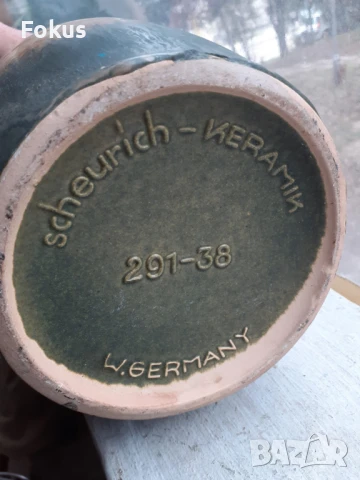 Fokus
scheurich - KERAMIK
291-38
W. GERMANY
BAZAR